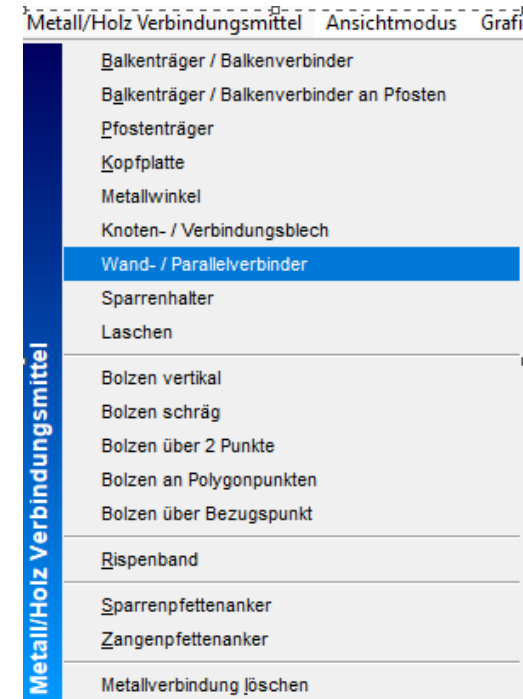 Metall/Holz Verbindungsmittel Ansichtmodus Grafi
Balkenträger / Balkenverbinder
Balkenträger / Balkenverbinder an Pfosten
Pfostenträger
Kopfplatte
Metallwinkel
Knoten- / Verbindungsblech
Wand- / Parallelverbinder
Sparrenhalter
Laschen
Bolzen vertikal
Bolzen schräg
Bolzen über 2 Punkte
Bolzen an Polygonpunkten
Bolzen über Bezugspunkt
Rispenband
Sparrenpfettenanker
Zangenpfettenanker
Metallverbindung löschen
Metall/Holz Verbindungsmittel